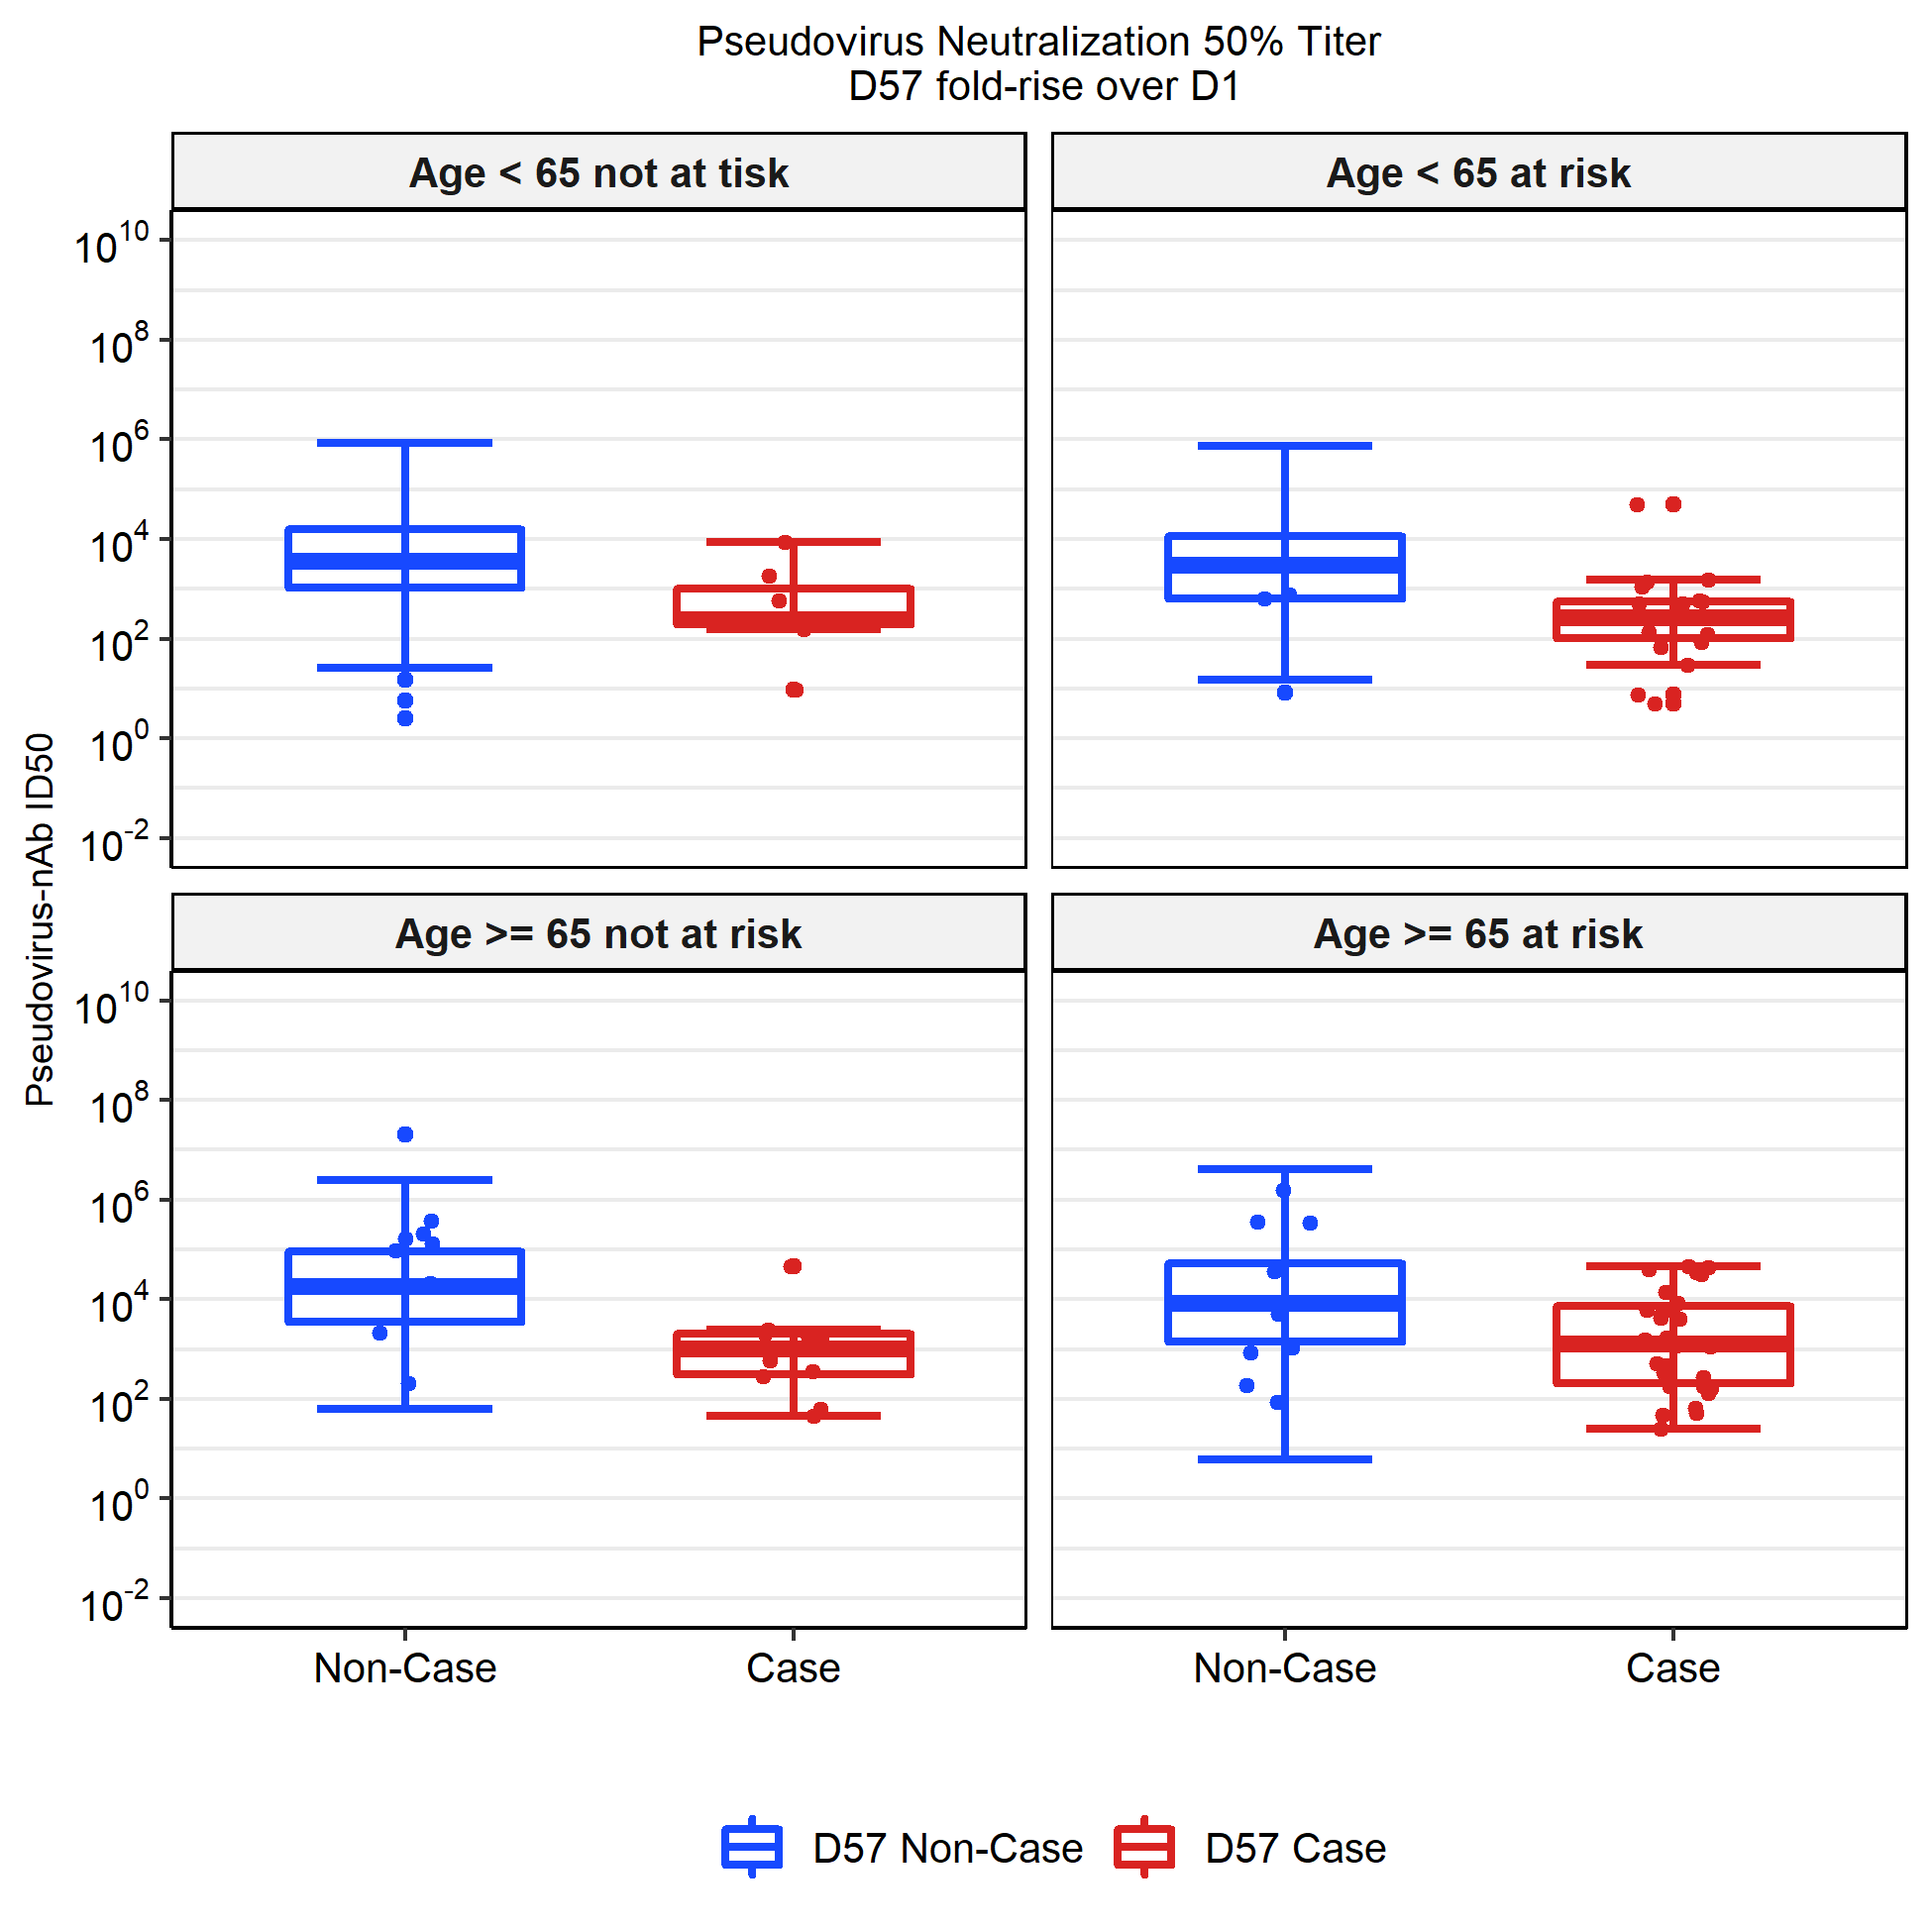 Pseudovirus Neutralization 50% Titer
D57 fold-rise over D1
Age < 65 not at tisk
Age < 65 at risk
10^10
10^8
10^6
10^4
10^2
10^0
10^-2
Pseudovirus-nAb ID50
Age >= 65 not at risk
Age >= 65 at risk
10^10
10^8
10^6
10^4
10^2
10^0
10^-2
Non-Case
Case
Non-Case
Case
D57 Non-Case
D57 Case